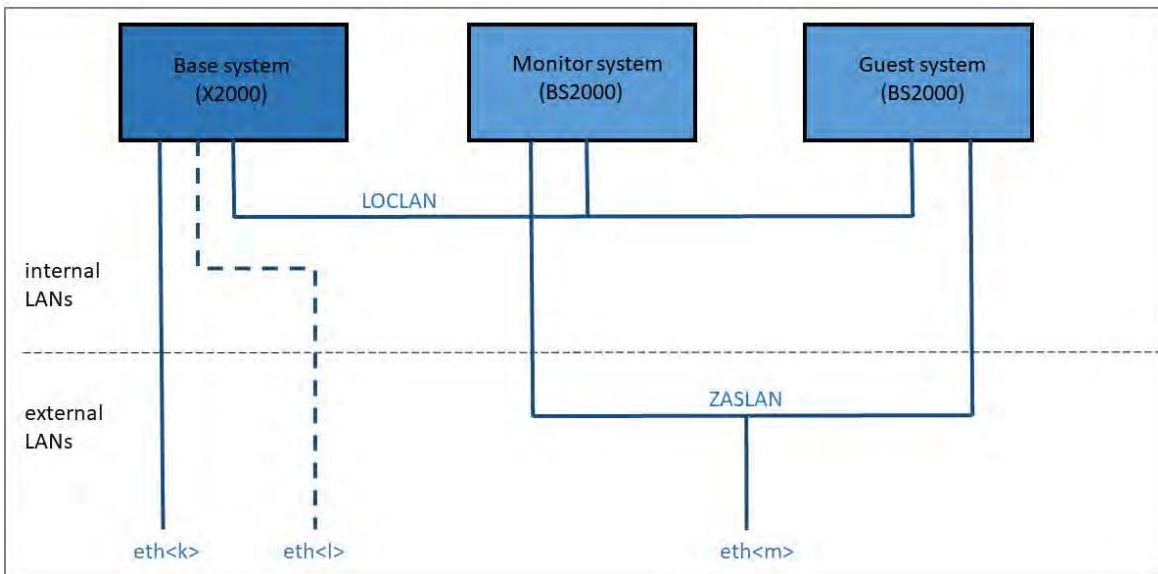 Base system
(X2000)
Monitor system
(BS2000)
Guest system
(BS2000)
LOCLAN
internal
LANs
ZASLAN
external
LANs
eth<k>
eth<l>
eth<m>